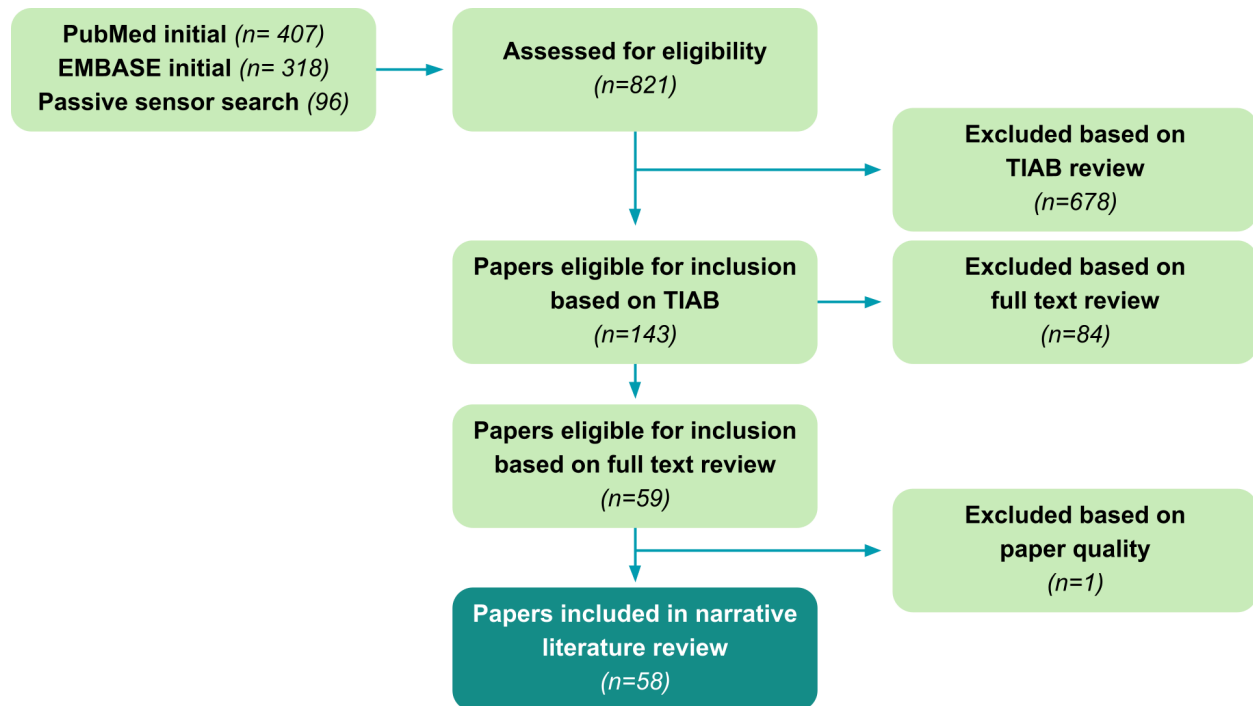 PubMed initial (n= 407)
EMBASE initial (n= 318)
Passive sensor search (96)
Assessed for eligibility
(n=821)
Excluded based on
TIAB review
(n=678)
Papers eligible for inclusion
based on TIAB
(n=143)
Excluded based on
full text review
(n=84)
Papers eligible for inclusion
based on full text review
(n=59)
Excluded based on
paper quality
(n=1)
Papers included in narrative
literature review
(n=58)